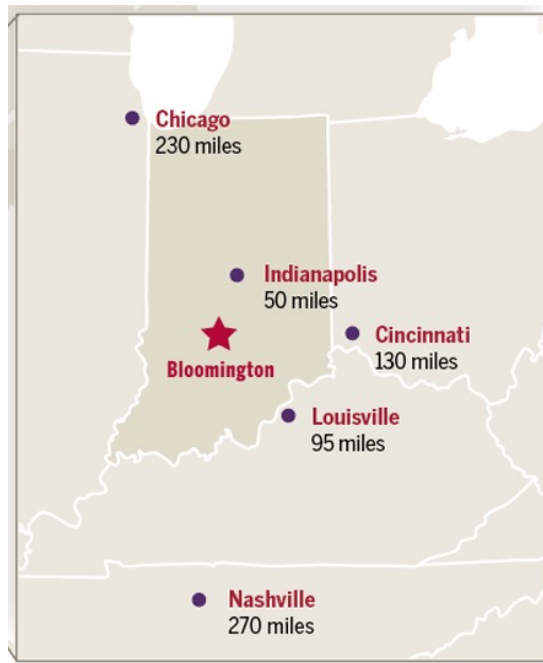 Chicago
230 miles
Indianapolis
50 miles
Cincinnati
130 miles
Bloomington
Louisville
95 miles
Nashville
270 miles